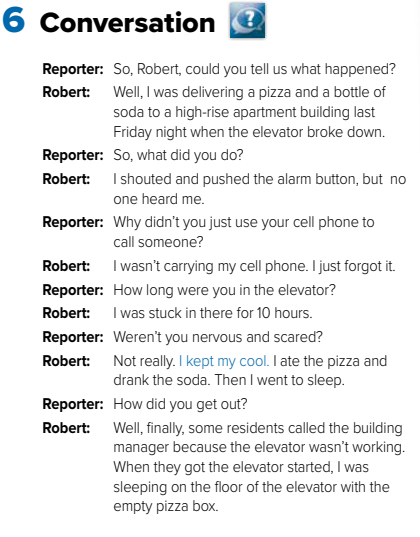 6 Conversation
Reporter: So, Robert, could you tell us what happened?
Robert: Well, I was delivering a pizza and a bottle of
soda to a high-rise apartment building last
Friday night when the elevator broke down.
Reporter: So, what did you do?
Robert: I shouted and pushed the alarm button, but no
one heard me.
Reporter: Why didn't you just use your cell phone to
call someone?
Robert: I wasn't carrying my cell phone. I just forgot it.
Reporter: How long were you in the elevator?
Robert: I was stuck in there for 10 hours.
Reporter: Weren't you nervous and scared?
Robert: Not really. I kept my cool. I ate the pizza and
drank the soda. Then I went to sleep.
Reporter: How did you get out?
Robert: Well, finally, some residents called the building
manager because the elevator wasn't working.
When they got the elevator started, I was
sleeping on the floor of the elevator with the
empty pizza box.